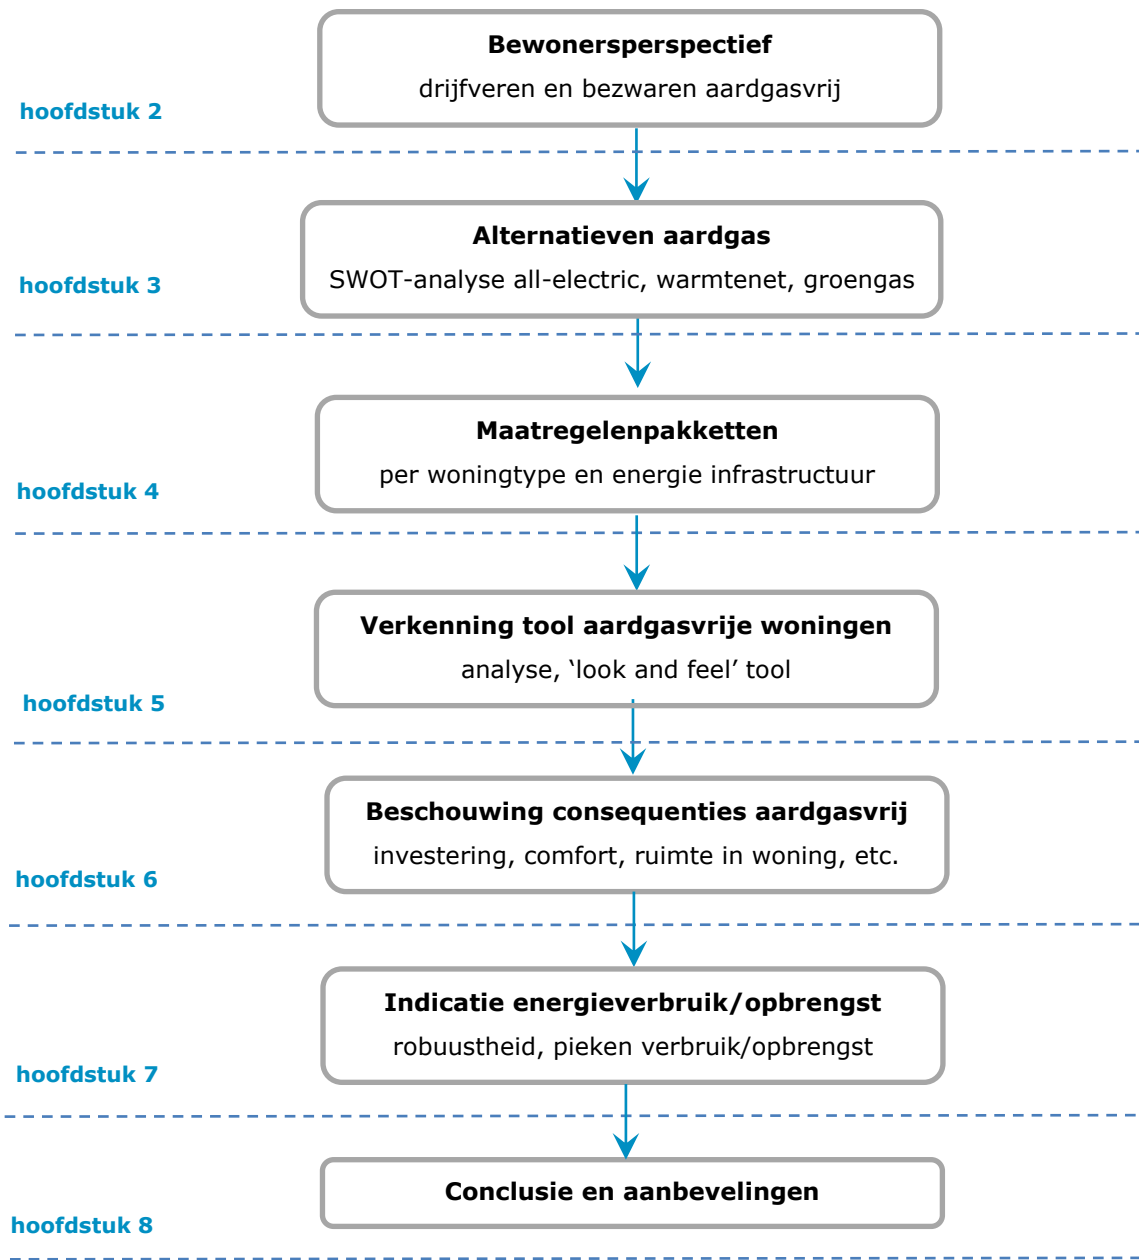 Bewonersperspectief
drijfveren en bezwaren aardgasvrij
hoofdstuk 2
Alternatieven aardgas
SWOT-analyse all-electric, warmtenet, groengas
hoofdstuk 3
Maatregelenpakketten
per woningtype en energie infrastructuur
hoofdstuk 4
Verkenning tool aardgasvrije woningen
analyse, ‘look and feel’ tool
hoofdstuk 5
Beschouwing consequenties aardgasvrij
investering, comfort, ruimte in woning, etc.
hoofdstuk 6
Indicatie energieverbruik/opbrengst
robuustheid, pieken verbruik/opbrengst
hoofdstuk 7
Conclusie en aanbevelingen
hoofdstuk 8